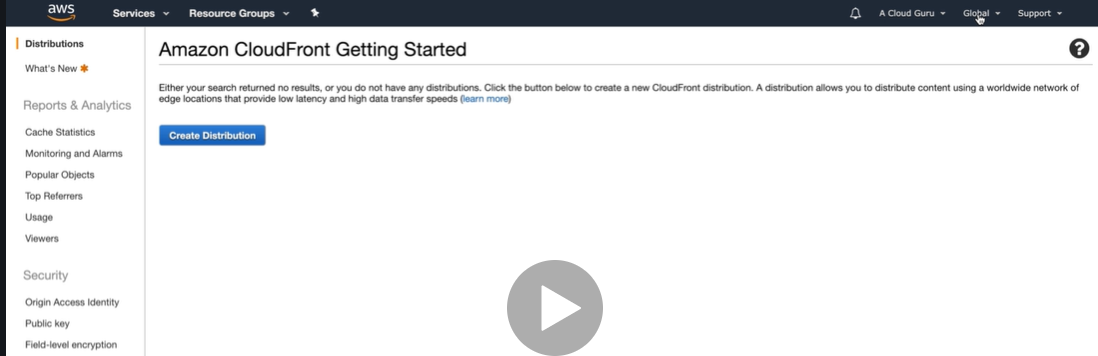 aws Services Resource Groups A Cloud Guru Global Support
Distributions
What's New
Reports & Analytics
Cache Statistics
Monitoring and Alarms
Popular Objects
Top Referrers
Usage
Viewers
Security
Origin Access Identity
Public key
Field-level encryption
Amazon CloudFront Getting Started
?
Either your search returned no results, or you do not have any distributions. Click the button below to create a new CloudFront distribution. A distribution allows you to distribute content using a worldwide network of
edge locations that provide low latency and high data transfer speeds (learn more)
Create Distribution